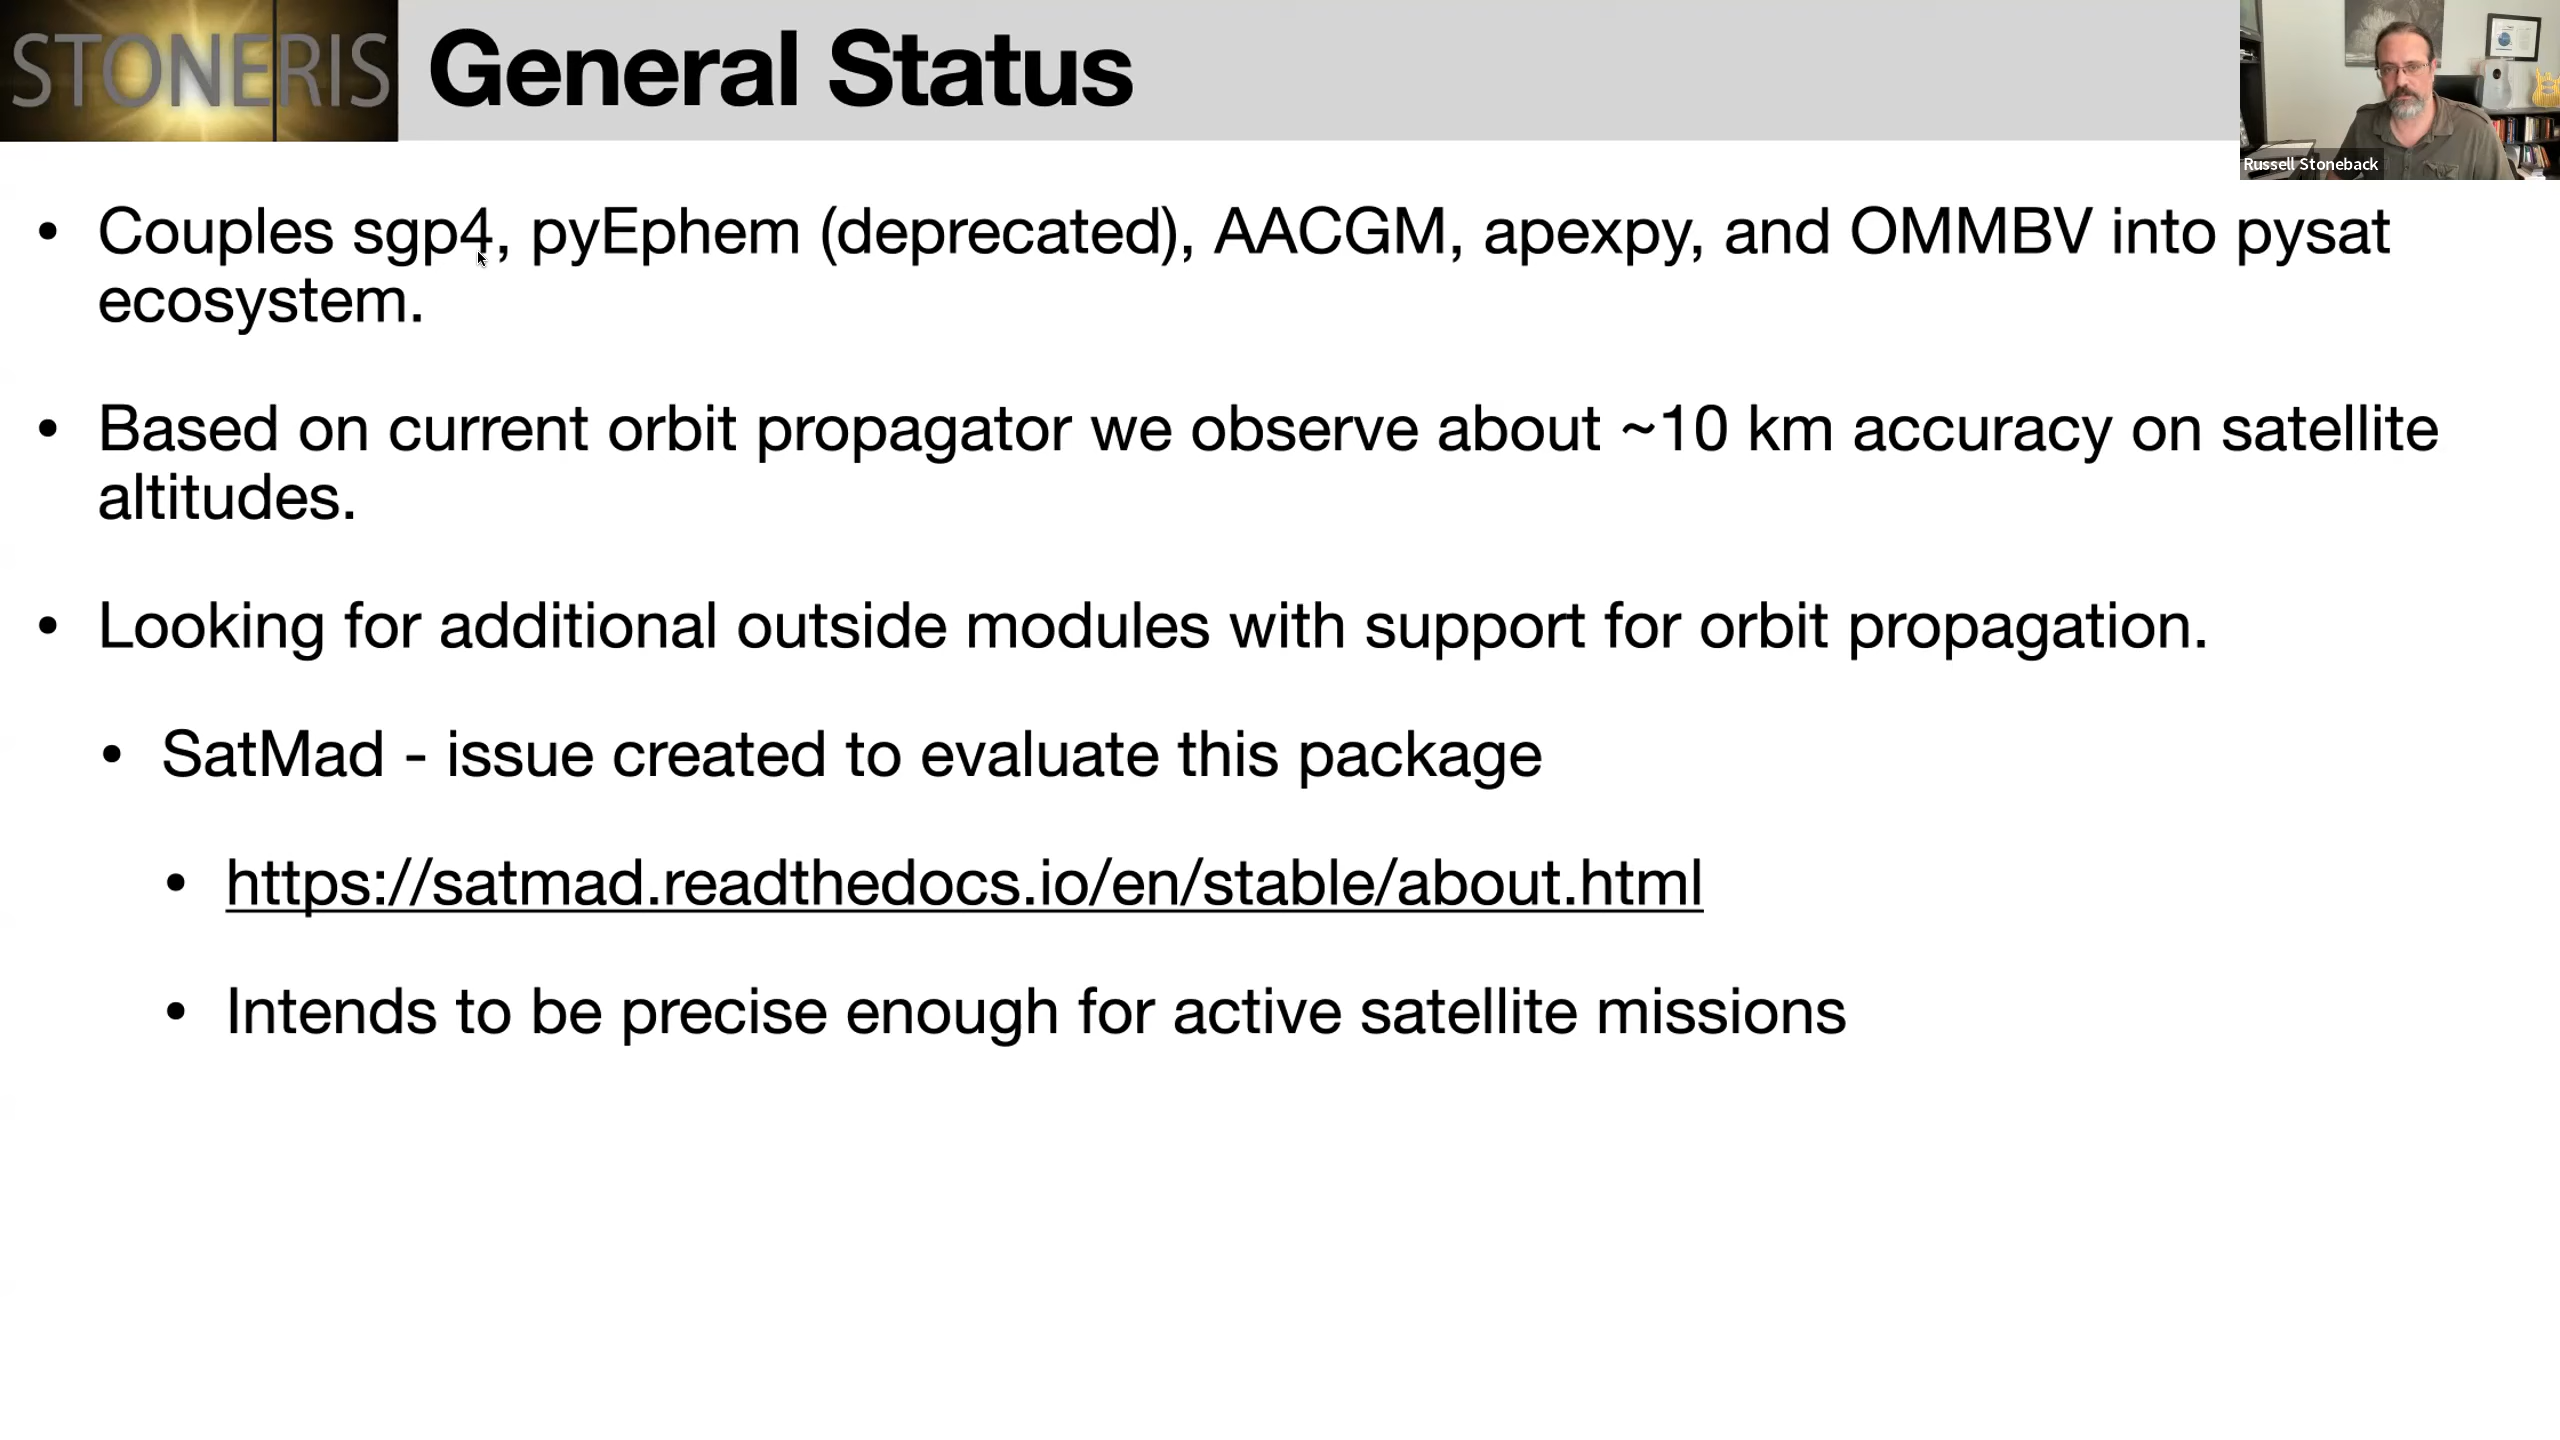 STONERIS General Status
Russell Stoneback
• Couples sgp4, pyEphem (deprecated), AACGM, apexpy, and OMMBV into pysat
ecosystem.
• Based on current orbit propagator we observe about ~10 km accuracy on satellite
altitudes.
• Looking for additional outside modules with support for orbit propagation.
• SatMad - issue created to evaluate this package
• https://satmad.readthedocs.io/en/stable/about.html
• Intends to be precise enough for active satellite missions